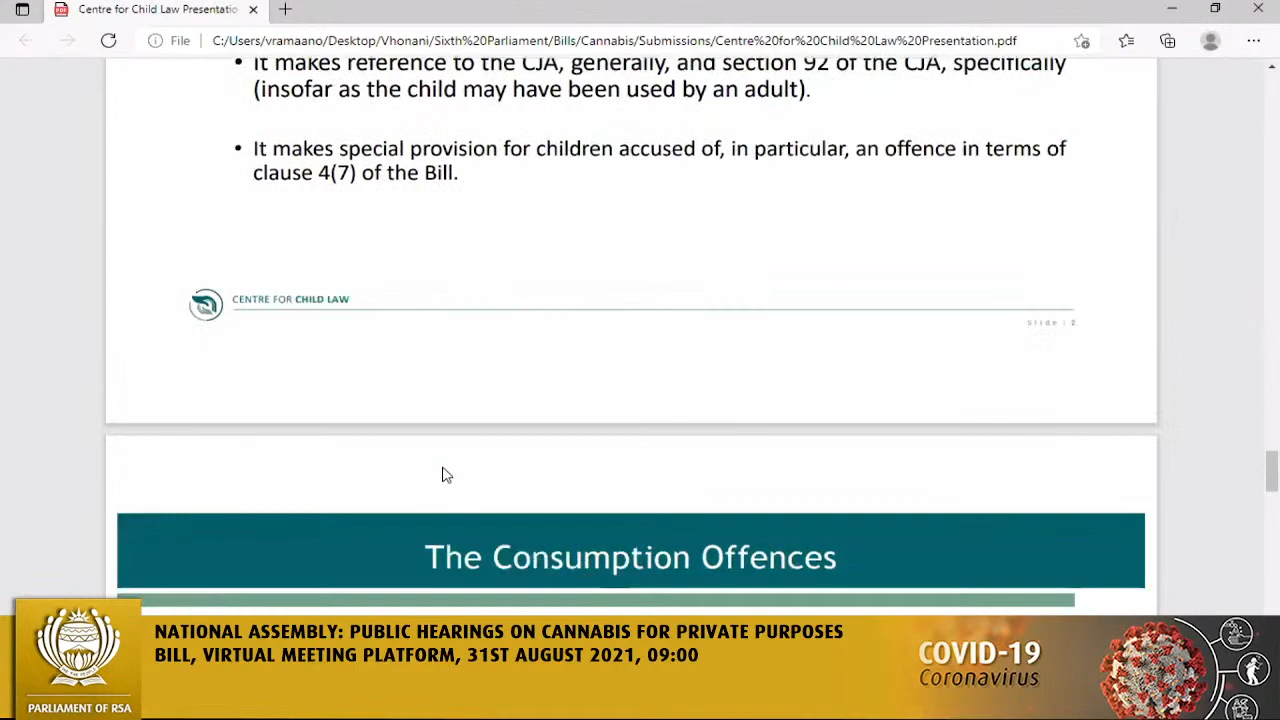 Centre for Child Law Presentatio
File
C:/Users/vramaano/Desktop/Vhonani/Sixth%20Parliament/Bills/Cannabis/Submissions/Centre%20for%20Child%20Law%20Presentation.pdf
• It makes reference to the CJA, generally, and section 92 of the CJA, specifically
(insofar as the child may have been used by an adult).
• It makes special provision for children accused of, in particular, an offence in terms of
clause 4(7) of the Bill.
CENTRE FOR CHILD LAW
Slide | 2
The Consumption Offences
NATIONAL ASSEMBLY: PUBLIC HEARINGS ON CANNABIS FOR PRIVATE PURPOSES
BILL, VIRTUAL MEETING PLATFORM, 31ST AUGUST 2021, 09:00
PARLIAMENT OF RSA
COVID-19
Coronavirus